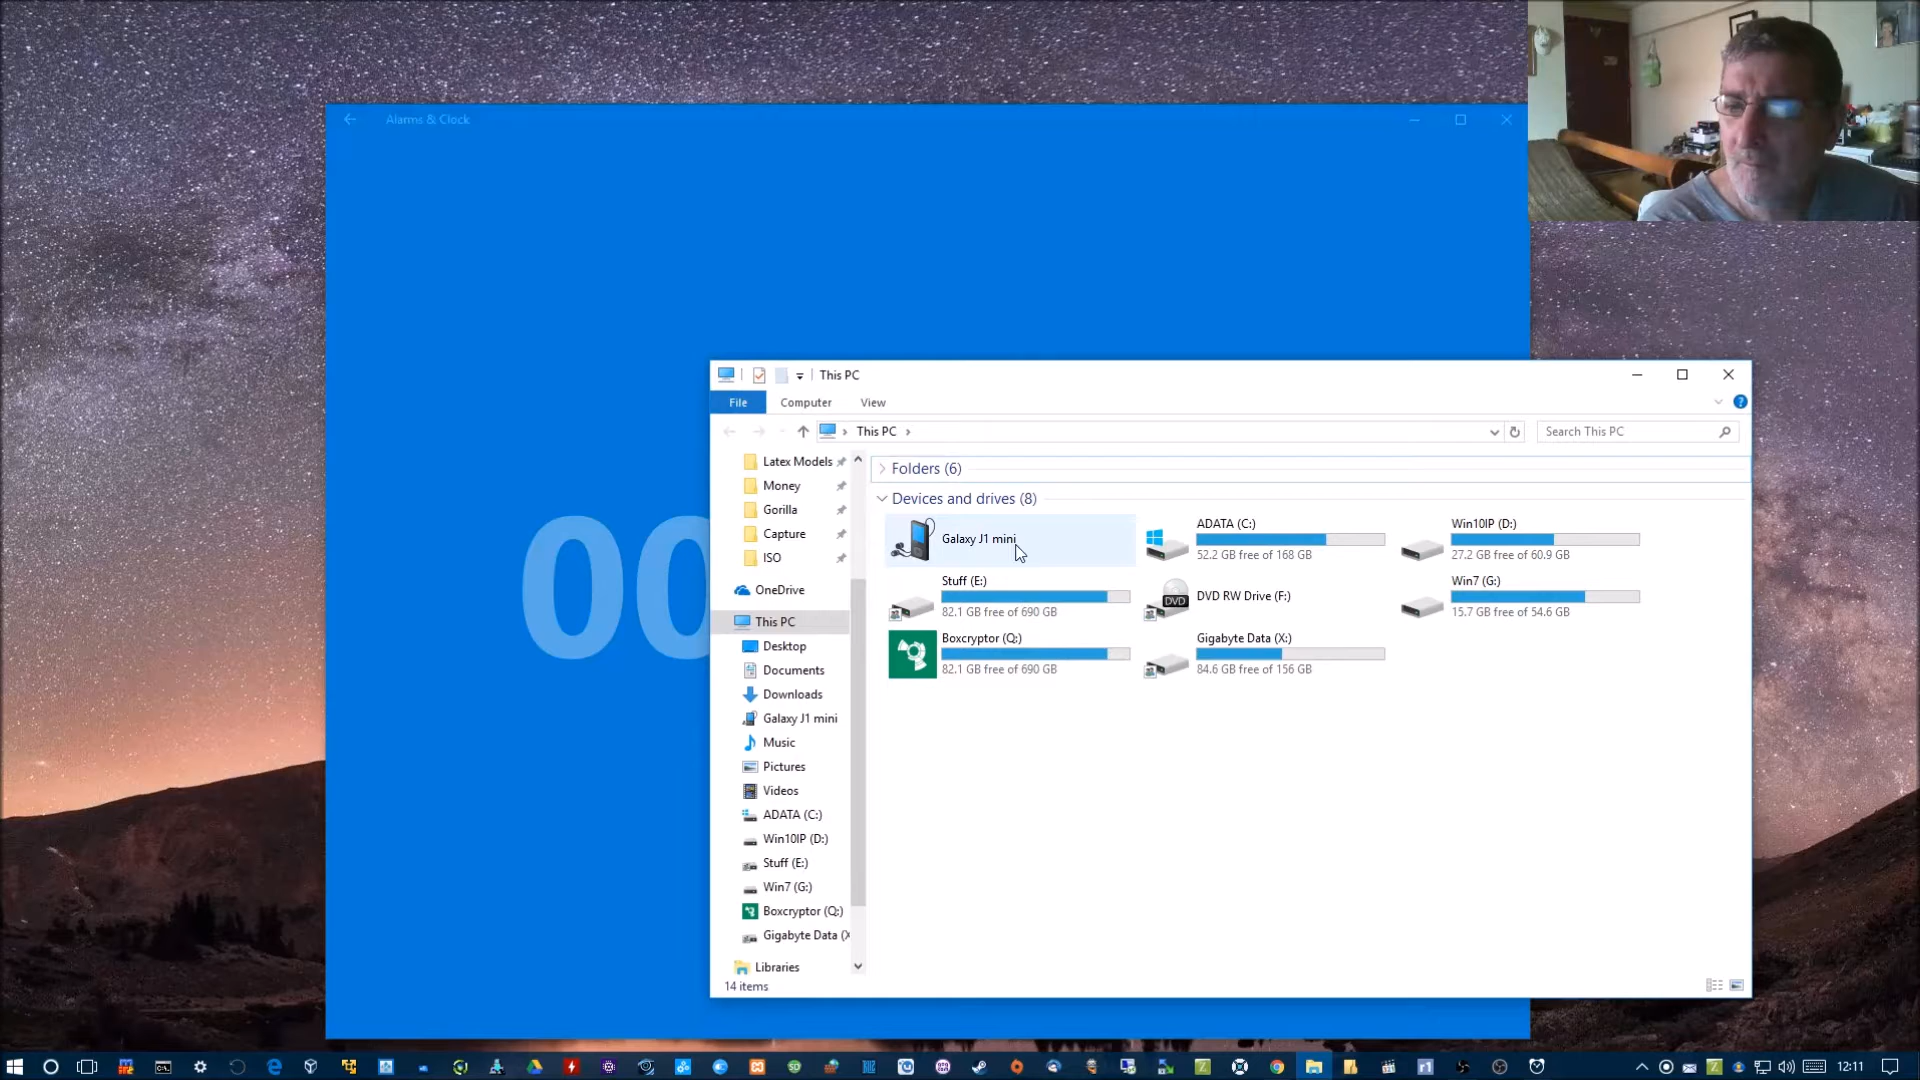 Alarms & Clock
00
This PC
File
Computer
View
This PC
Search This PC
Latex Models
Money
Gorilla
Capture
ISO
OneDrive
This PC
Desktop
Documents
Downloads
Galaxy J1 mini
Music
Pictures
Videos
ADATA (C:)
Win10IP (D:)
Stuff (E:)
Win7 (G:)
Boxcryptor (Q:)
Gigabyte Data (X
Libraries
Folders (6)
Devices and drives (8)
Galaxy J1 mini
ADATA (C:)
52.2 GB free of 168 GB
Win10IP (D:)
27.2 GB free of 60.9 GB
Stuff (E:)
82.1 GB free of 690 GB
DVD
DVD RW Drive (F:)
Win7 (G:)
15.7 GB free of 54.6 GB
Boxcryptor (Q:)
82.1 GB free of 690 GB
Gigabyte Data (X:)
84.6 GB free of 156 GB
14 items
12:11